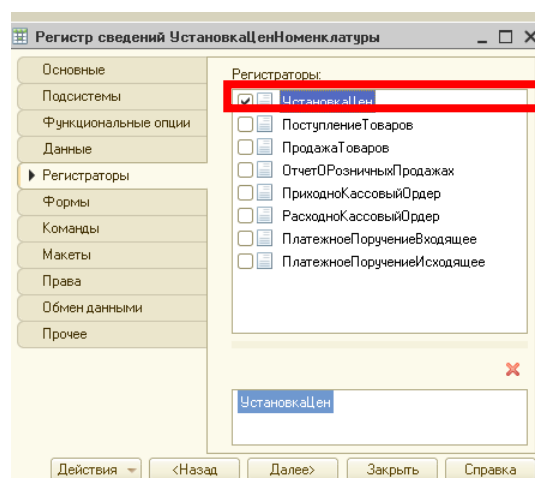 Регистр сведений УстановкаЦенНоменклатуры
Основные
Подсистемы
Функциональные опции
Данные
Регистраторы
Формы
Команды
Макеты
Права
Обмен данными
Прочее
Регистраторы:
УстановкаЦен
ПоступлениеТоваров
ПродажаТоваров
ОтчетОРозничныхПродажах
ПриходноКассовыйОрдер
РасходноКассовыйОрдер
ПлатежноеПоручениеВходящее
ПлатежноеПоручениеИсходящее
УстановкаЦен
Действия <Назад Далее> Закрыть Справка